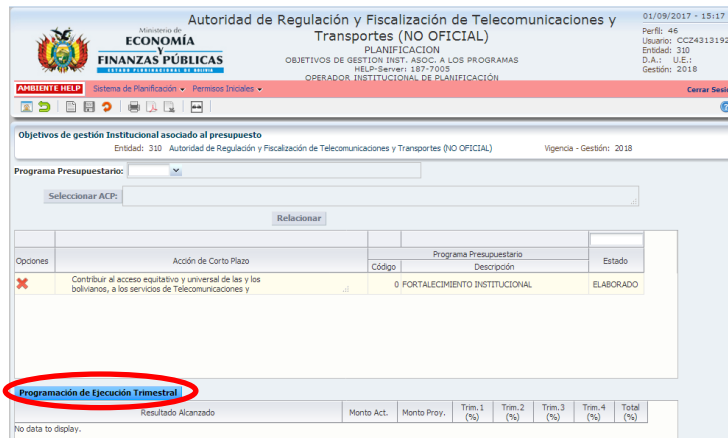 Autoridad de Regulación y Fiscalización de Telecomunicaciones y
Transportes (NO OFICIAL)
PLANIFICACION
OBJETIVOS DE GESTIÓN INST. ASOC. A LOS PROGRAMAS
HELP-Server: 187-7005
OPERADOR INSTITUCIONAL DE PLANIFICACIÓN
Ministerio de
ECONOMÍA
Y
FINANZAS PÚBLICAS
ESTADO PLURINACIONAL DE BOLIVIA
01/09/2017 - 15:17
Perfil: 46
Usuario: CCZ4313192
Entidad: 310
D.A.: U.E.:
Gestión: 2018
AMBIENTE HELP Sistema de Planificación Permisos Iniciales Cerrar Sesi
Objetivos de gestión Institucional asociado al presupuesto
Entidad: 310 Autoridad de Regulación y Fiscalización de Telecomunicaciones y Transportes (NO OFICIAL) Vigencia - Gestión: 2018
Programa Presupuestario:
Seleccionar ACP:
Relacionar
Opciones Acción de Corto Plazo Programa Presupuestario Estado
Código Descripción
Contribuir al acceso equitativo y universal de las y los
bolivianos, a los servicios de Telecomunicaciones y
0 FORTALECIMIENTO INSTITUCIONAL ELABORADO
Programación de Ejecución Trimestral
Resultado Alcanzado Monto Act. Monto Proy. Trim.1 (%) Trim.2 (%) Trim.3 (%) Trim.4 (%) Total (%)
No data to display.